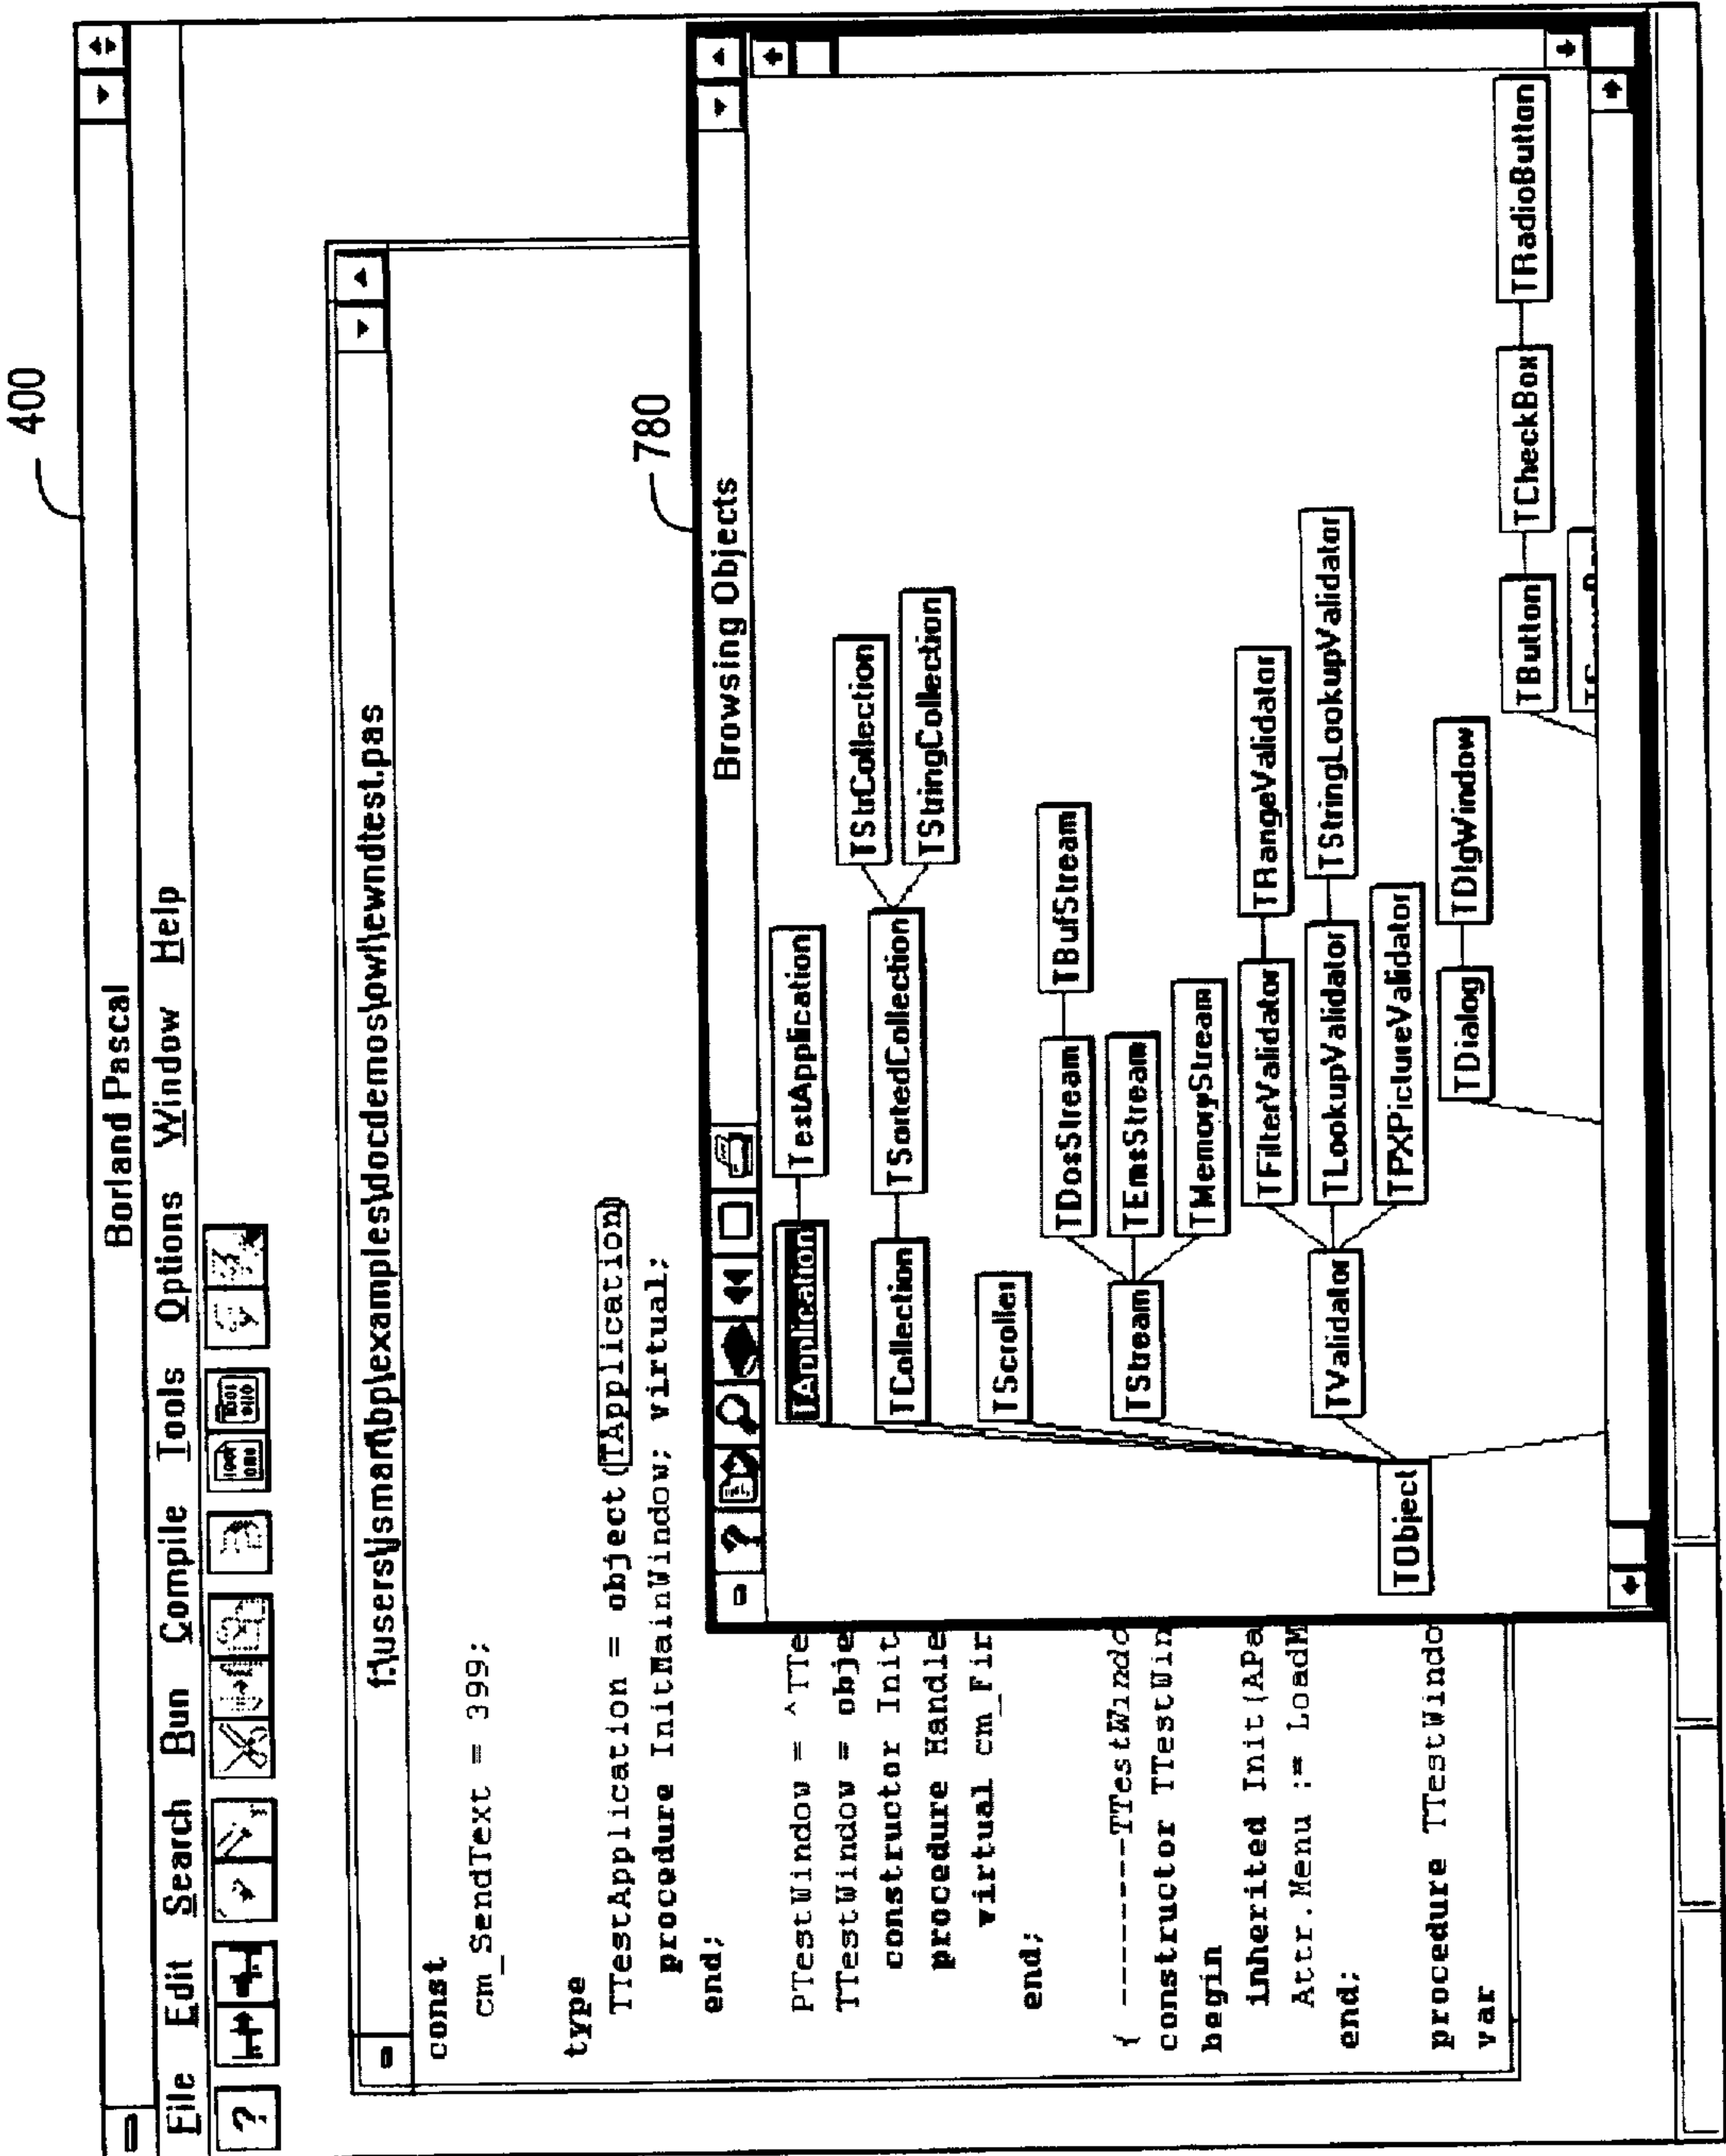 400
Borland Pascal
File Edit Search Run Compile Tools Options Window Help
?
f:\users\jsmart\bp\examples\docdemos\owl\ewndtest.pas
const
cm_SendText = 399;
type
TTestApplication = object(TApplication)
procedure InitMainWindow; virtual;
end;
PTestWindow = ^TTe
TTestWindow = obje
constructor Init
procedure Handle
virtual cm_Fir
end;
{ --------TTestWindo
constructor TTestWin
begin
inherited Init(APa
Attr.Menu := LoadM
end;
procedure TTestWindo
var
780
Browsing Objects
?
TApplication TestApplication
TStrCollection
TCollection TSortedCollection
TStringCollection
TScroller
TDosStream TBufStream
TStream TEmsStream
TMemoryStream
TFilterValidator TRangeValidator
TValidator TLookupValidator TStringLookupValidator
TObject TPXPictureValidator
TDialog TDlgWindow
TButton TCheckBox TRadioButton